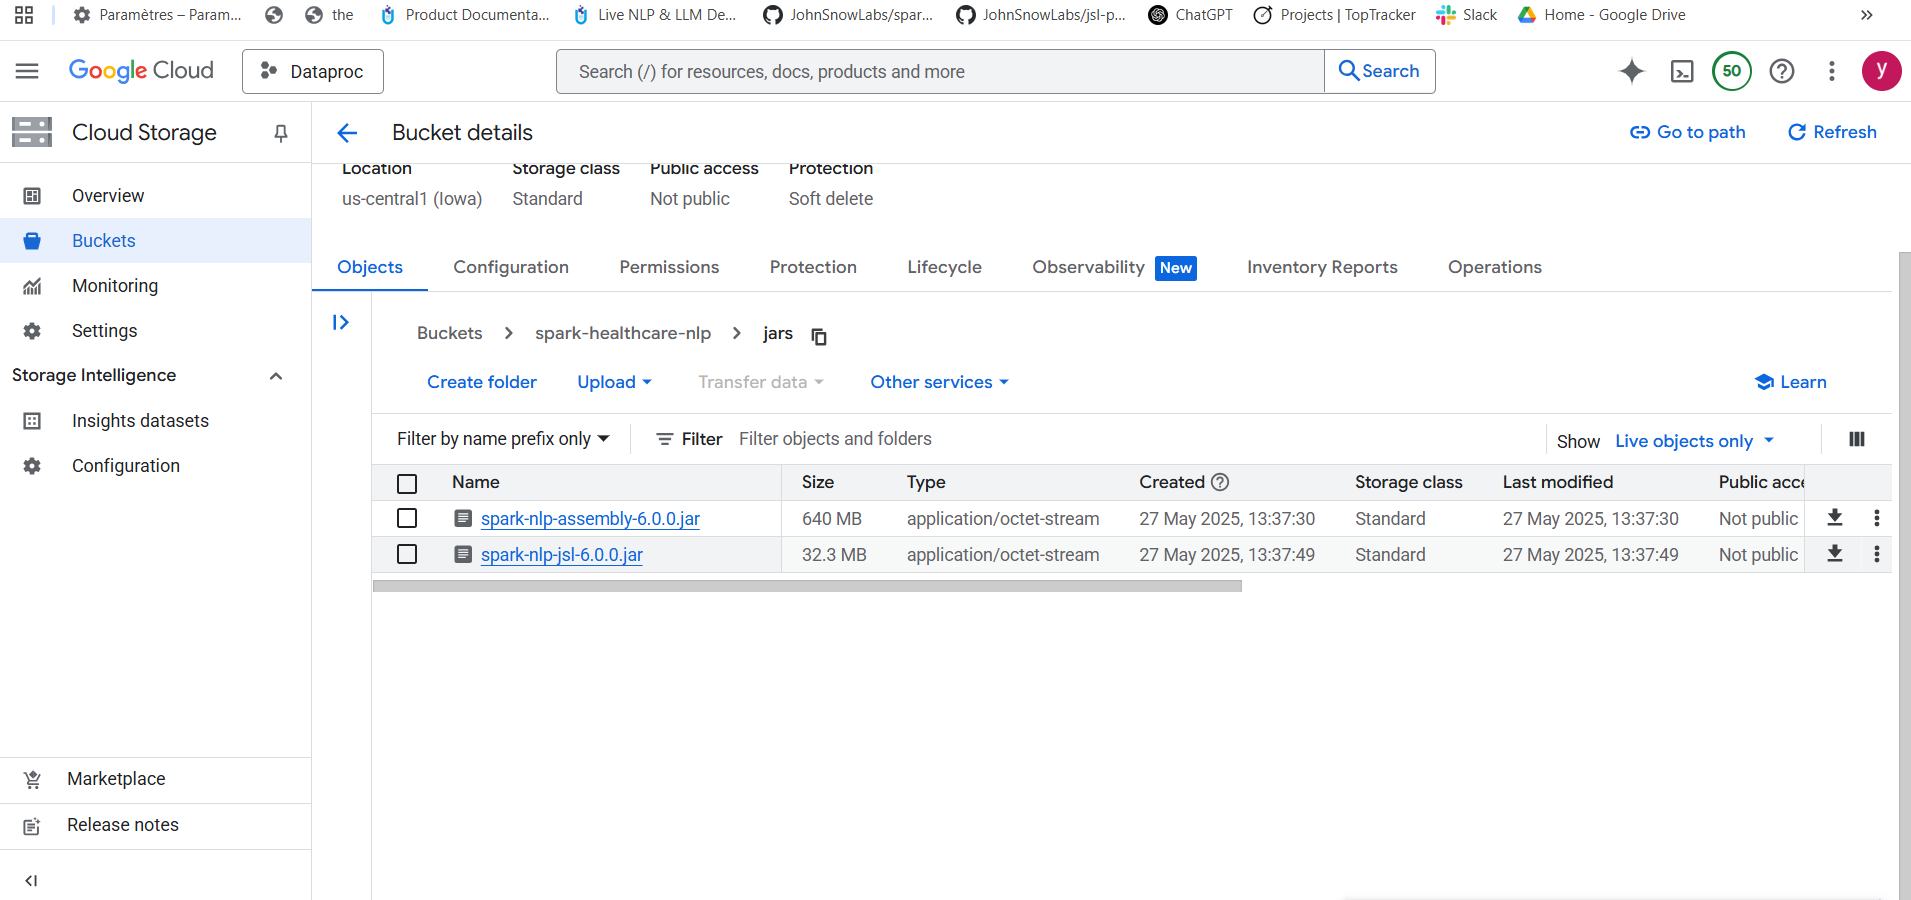 Paramètres – Param... the Product Documenta... Live NLP & LLM De... JohnSnowLabs/spar... JohnSnowLabs/jsl-p... ChatGPT Projects | TopTracker Slack Home - Google Drive
Google Cloud Dataproc Search (/) for resources, docs, products and more Search 50 y
Cloud Storage
Overview
Buckets
Monitoring
Settings
Storage Intelligence
Insights datasets
Configuration
Marketplace
Release notes
Bucket details Go to path Refresh
Location Storage class Public access Protection
us-central1 (Iowa) Standard Not public Soft delete
Objects Configuration Permissions Protection Lifecycle Observability New Inventory Reports Operations
Buckets spark-healthcare-nlp jars
Create folder Upload Transfer data Other services Learn
Filter by name prefix only Filter Filter objects and folders Show Live objects only
Name Size Type Created Storage class Last modified Public acce
spark-nlp-assembly-6.0.0.jar 640 MB application/octet-stream 27 May 2025, 13:37:30 Standard 27 May 2025, 13:37:30 Not public
spark-nlp-jsl-6.0.0.jar 32.3 MB application/octet-stream 27 May 2025, 13:37:49 Standard 27 May 2025, 13:37:49 Not public